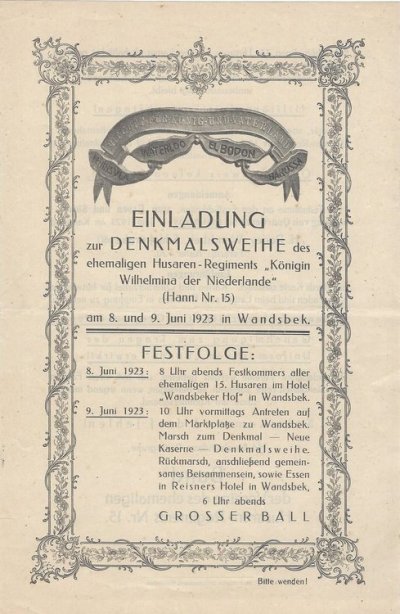 WATERLOO EL BODON BAROSSA
EINLADUNG
zur DENKMALSWEIHE des
ehemaligen Husaren-Regiments „Königin
Wilhelmina der Niederlande“
(Hann. Nr. 15)
am 8. und 9. Juni 1923 in Wandsbek.
FESTFOLGE:
8. Juni 1923: 8 Uhr abends Festkommers aller
ehemaligen 15. Husaren im Hotel
„Wandsbeker Hof“ in Wandsbek.
9. Juni 1923: 10 Uhr vormittags Antreten auf
dem Marktplatze zu Wandsbek.
Marsch zum Denkmal — Neue
Kaserne — Denkmalsweihe.
Rückmarsch, anschließend gemein-
sames Beisammensein, sowie Essen
in Reisners Hotel in Wandsbek.
6 Uhr abends
GROSSER BALL
Bitte wenden!